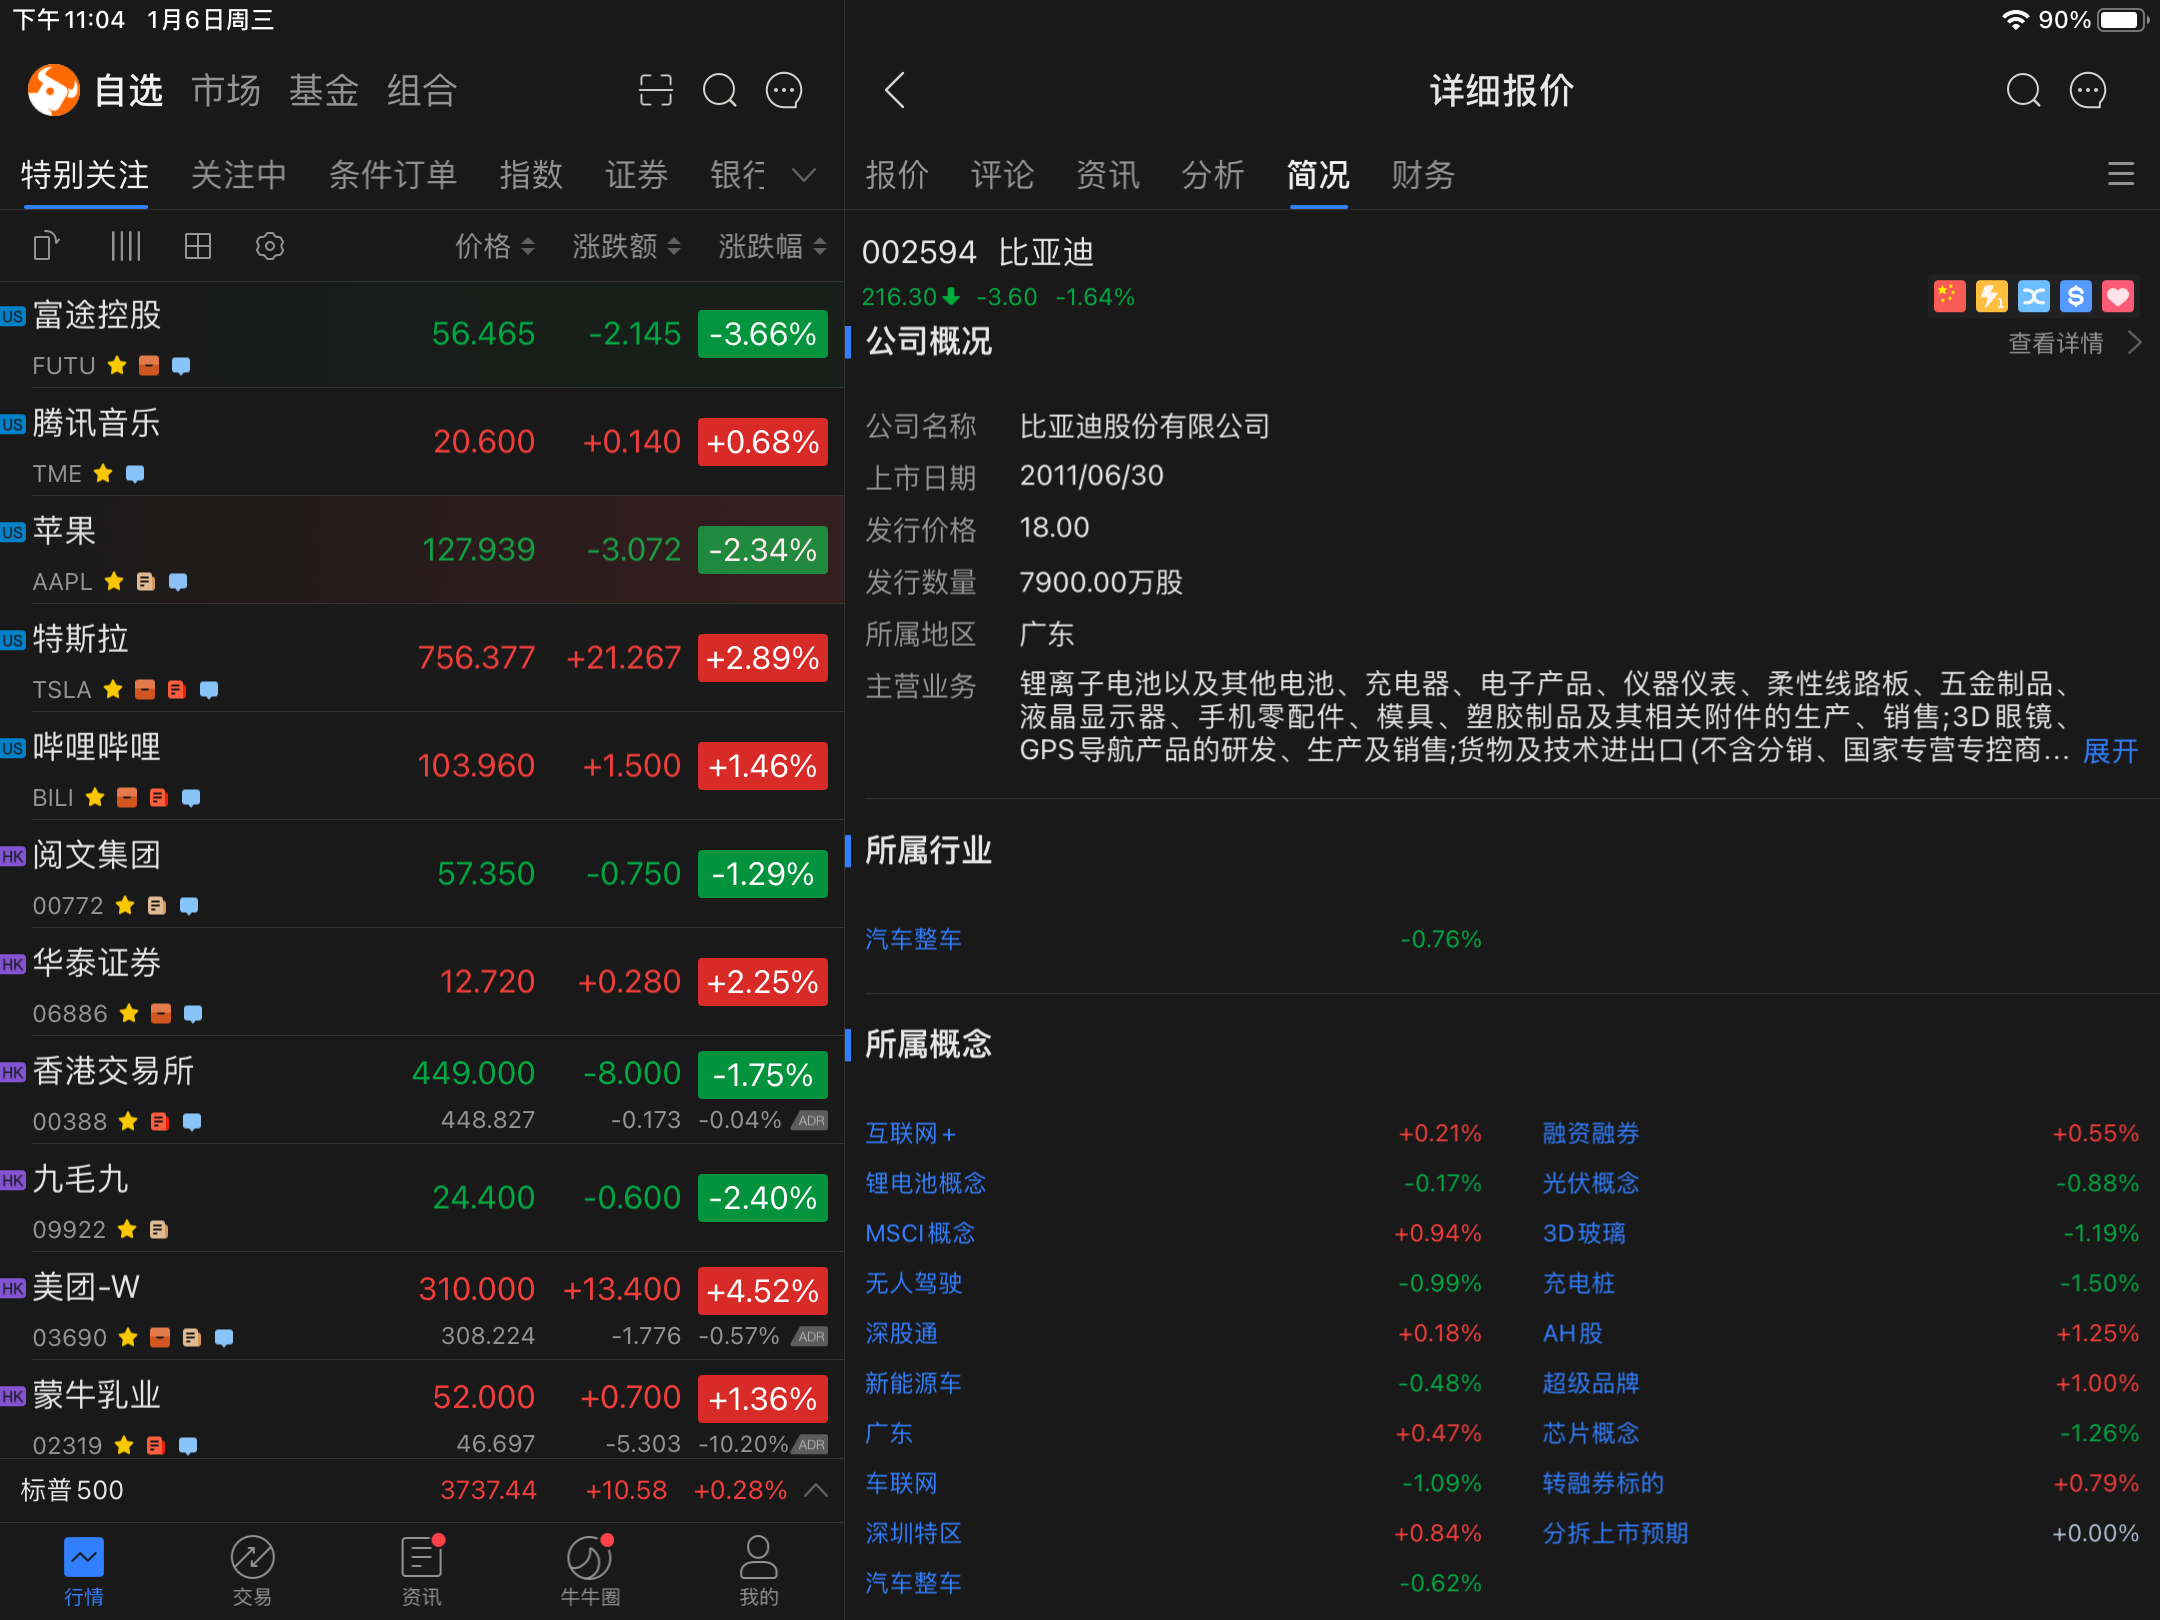 下午11:04 1月6日周三
90%
自选 市场 基金 组合
特别关注 关注中 条件订单 指数 证券 银行
价格 涨跌额 涨跌幅
US 富途控股 56.465 -2.145 -3.66%
FUTU
US 腾讯音乐 20.600 +0.140 +0.68%
TME
US 苹果 127.939 -3.072 -2.34%
AAPL
US 特斯拉 756.377 +21.267 +2.89%
TSLA
US 哔哩哔哩 103.960 +1.500 +1.46%
BILI
HK 阅文集团 57.350 -0.750 -1.29%
00772
HK 华泰证券 12.720 +0.280 +2.25%
06886
HK 香港交易所 449.000 -8.000 -1.75%
00388 448.827 -0.173 -0.04% ADR
HK 九毛九 24.400 -0.600 -2.40%
09922
HK 美团-W 310.000 +13.400 +4.52%
03690 308.224 -1.776 -0.57% ADR
HK 蒙牛乳业 52.000 +0.700 +1.36%
02319 46.697 -5.303 -10.20% ADR
标普500 3737.44 +10.58 +0.28%
行情 交易 资讯 牛牛圈 我的
详细报价
报价 评论 资讯 分析 简况 财务
002594 比亚迪
216.30 -3.60 -1.64%
公司概况 查看详情
公司名称 比亚迪股份有限公司
上市日期 2011/06/30
发行价格 18.00
发行数量 7900.00万股
所属地区 广东
主营业务 锂离子电池以及其他电池、充电器、电子产品、仪器仪表、柔性线路板、五金制品、
液晶显示器、手机零配件、模具、塑胶制品及其相关附件的生产、销售;3D眼镜、
GPS导航产品的研发、生产及销售;货物及技术进出口(不含分销、国家专营专控商... 展开
所属行业
汽车整车 -0.76%
所属概念
互联网+ +0.21% 融资融券 +0.55%
锂电池概念 -0.17% 光伏概念 -0.88%
MSCI概念 +0.94% 3D玻璃 -1.19%
无人驾驶 -0.99% 充电桩 -1.50%
深股通 +0.18% AH股 +1.25%
新能源车 -0.48% 超级品牌 +1.00%
广东 +0.47% 芯片概念 -1.26%
车联网 -1.09% 转融券标的 +0.79%
深圳特区 +0.84% 分拆上市预期 +0.00%
汽车整车 -0.62%